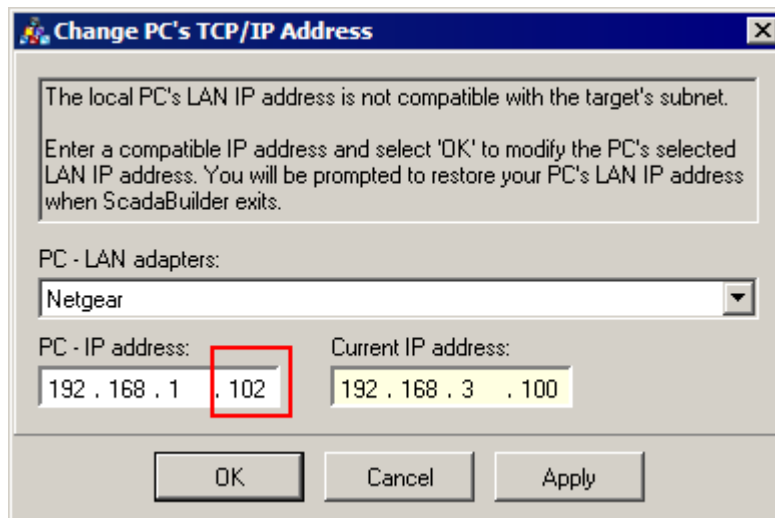 Change PC's TCP/IP Address
The local PC's LAN IP address is not compatible with the target's subnet.
Enter a compatible IP address and select 'OK' to modify the PC's selected
LAN IP address. You will be prompted to restore your PC's LAN IP address
when ScadaBuilder exits.
PC - LAN adapters:
Netgear
PC - IP address: Current IP address:
192 . 168 . 1 . 102 192 . 168 . 3 . 100
OK Cancel Apply